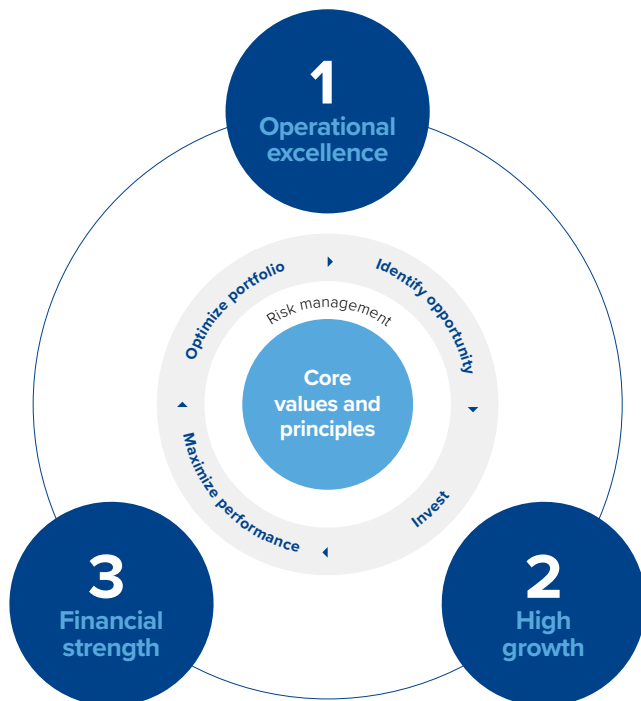 1
Operational
excellence
Optimize portfolio
Identify opportunity
Risk management
Core
values and
principles
Maximize performance
Invest
3
Financial
strength
2
High
growth